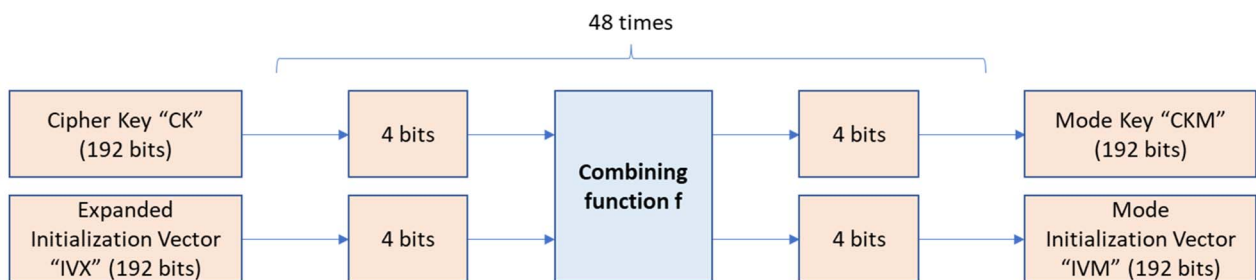 48 times
Cipher Key “CK”
(192 bits)
4 bits
Combining
function f
4 bits
Mode Key “CKM”
(192 bits)
Expanded
Initialization Vector
“IVX” (192 bits)
4 bits
4 bits
Mode
Initialization Vector
“IVM” (192 bits)